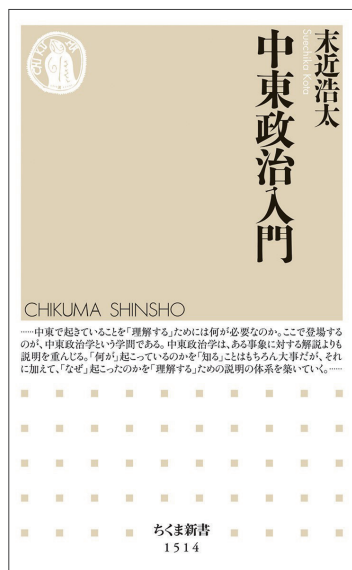 末近浩太
Suechika Kota
中東政治入門
CHIKUMA
CHIKUMA SHINSHO
……中東で起きていることを「理解する」ためには何が必要なのか。ここで登場する
のが、中東政治学という学問である。中東政治学は、ある事象に対する解説よりも
説明を重んじる。「何が」起こっているのかを「知る」ことはもちろん大事だが、それ
に加えて、「なぜ」起こったのかを「理解する」ための説明の体系を築いていく。……
ちくま新書
1514